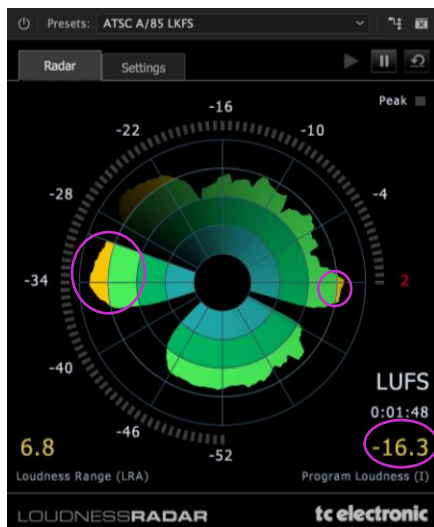 Presets: ATSC A/85 LKFS
Radar Settings
Peak
-16
-22 -10
-28 -4
-34 2
-40
LUFS
0:01:48
-46
6.8 -16.3
-52
Loudness Range (LRA) Program Loudness (I)
LOUDNESSRADAR tc electronic